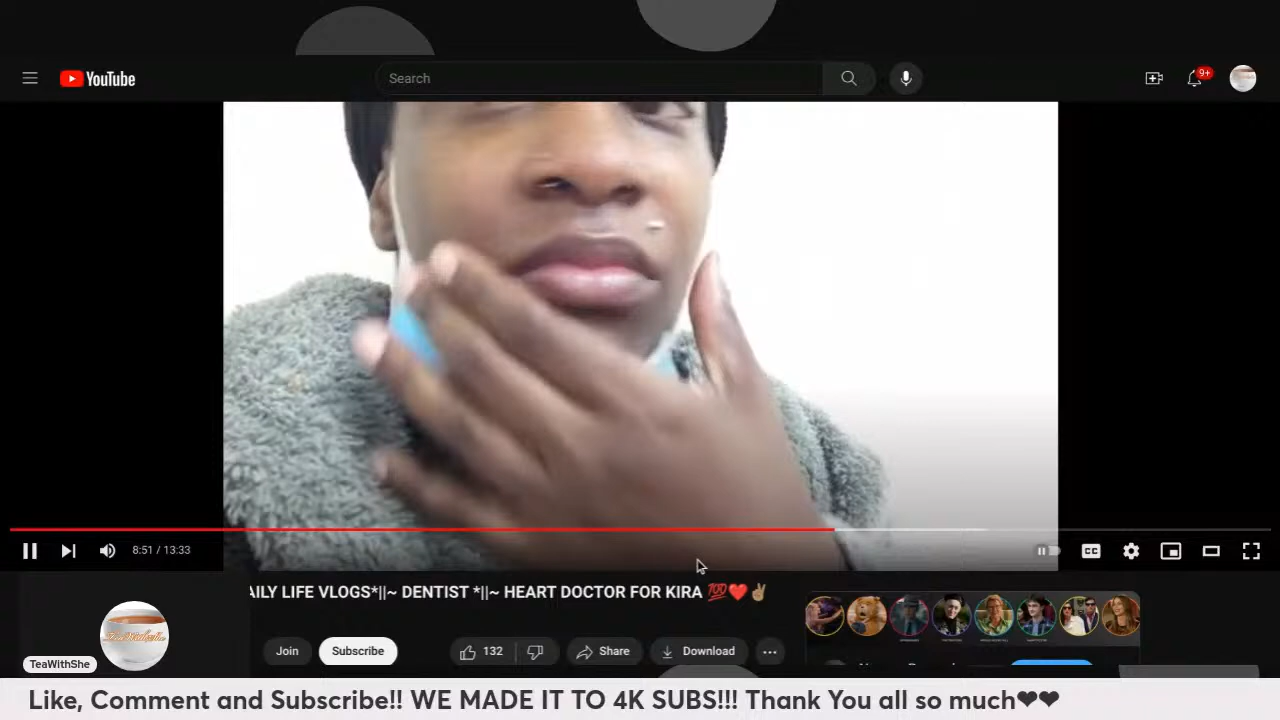 YouTube
Search
9+
8:51 / 13:33
CC
AILY LIFE VLOGS*||~ DENTIST *||~ HEART DOCTOR FOR KIRA 💯❤️✌🏽
Join
Subscribe
132
Share
Download
TeaWithShe
Like, Comment and Subscribe!! WE MADE IT TO 4K SUBS!!! Thank You all so much❤❤